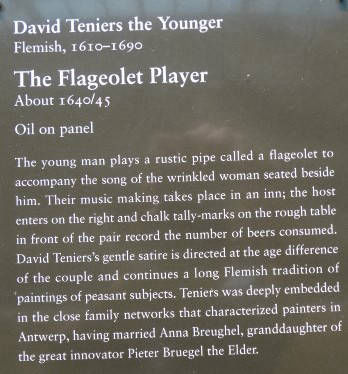 David Teniers the Younger
Flemish, 1610–1690
The Flageolet Player
About 1640/45
Oil on panel
The young man plays a rustic pipe called a flageolet to
accompany the song of the wrinkled woman seated beside
him. Their music making takes place in an inn; the host
enters on the right and chalk tally-marks on the rough table
in front of the pair record the number of beers consumed.
David Teniers's gentle satire is directed at the age difference
of the couple and continues a long Flemish tradition of
paintings of peasant subjects. Teniers was deeply embedded
in the close family networks that characterized painters in
Antwerp, having married Anna Breughel, granddaughter of
the great innovator Pieter Bruegel the Elder.